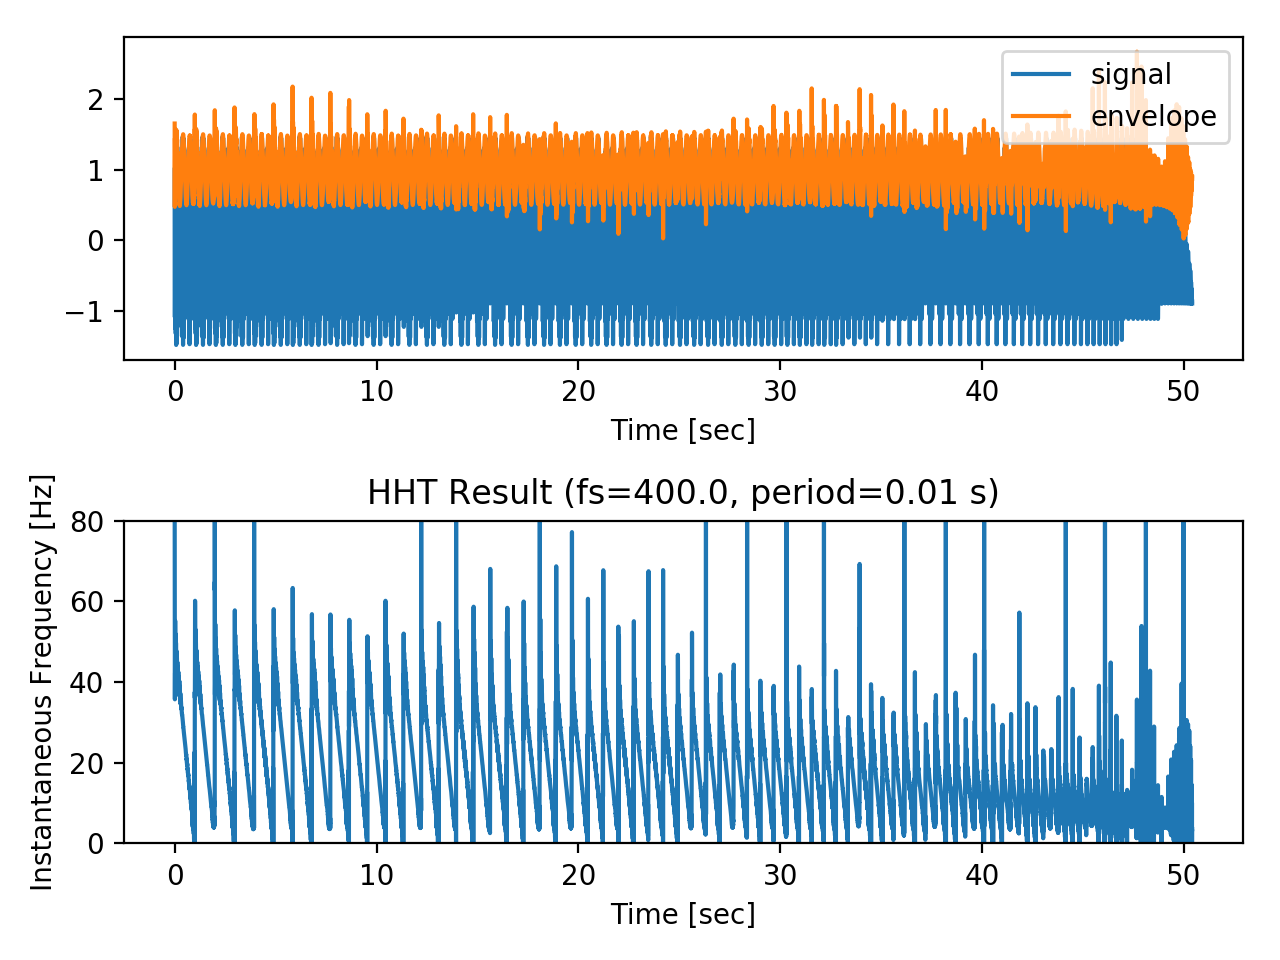 signal
envelope
2
1
0
−1
0 10 20 30 40 50
Time [sec]
HHT Result (fs=400.0, period=0.01 s)
Instantaneous Frequency [Hz]
80
60
40
20
0
0 10 20 30 40 50
Time [sec]